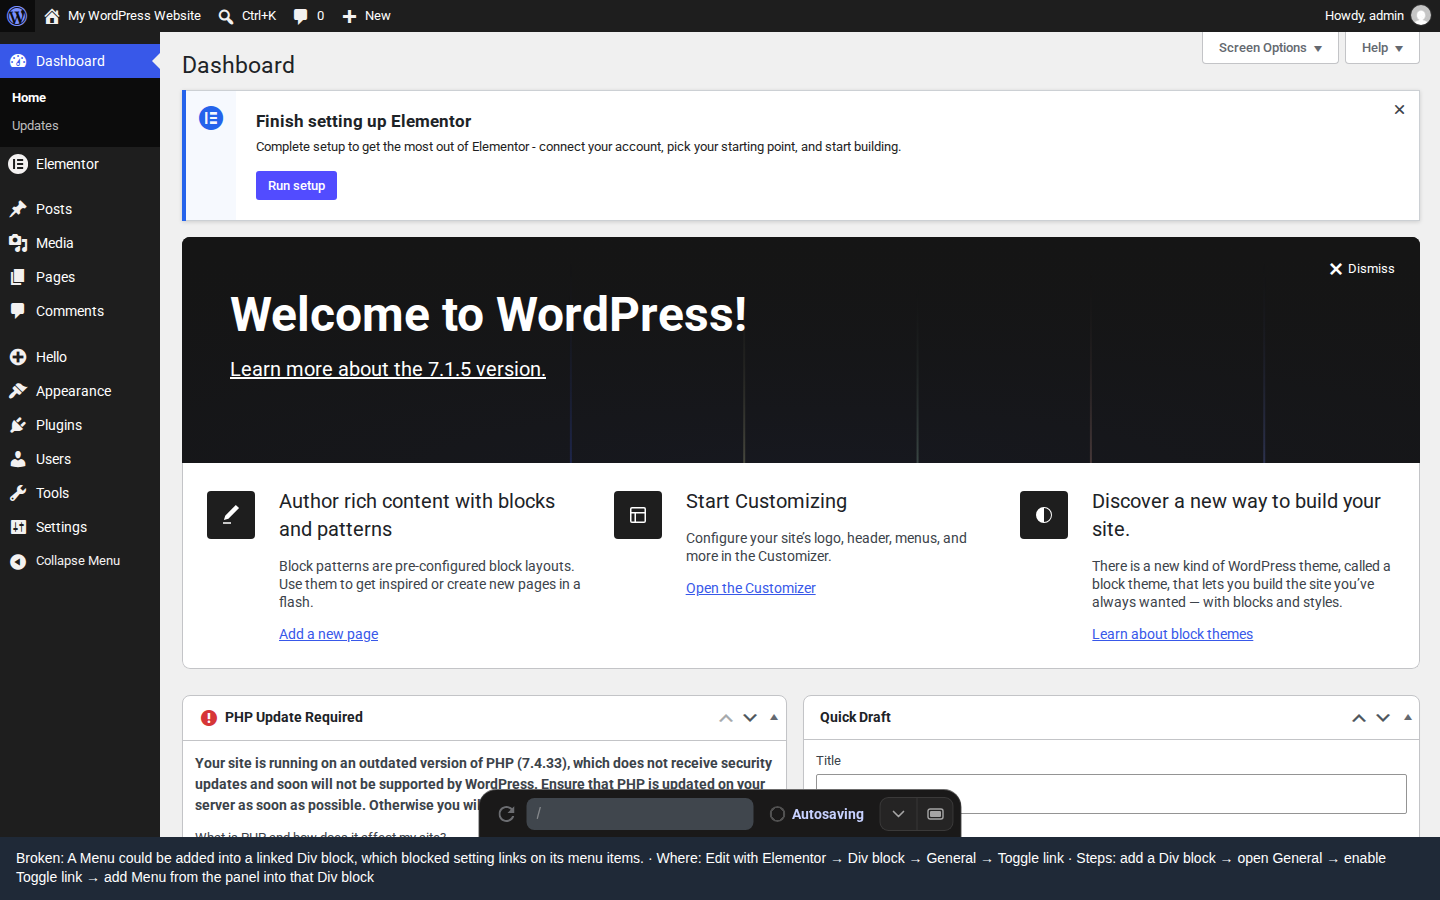 My WordPress Website
Ctrl+K
0
New
Howdy, admin
Dashboard
Home
Updates
Elementor
Posts
Media
Pages
Comments
Hello
Appearance
Plugins
Users
Tools
Settings
Collapse Menu
Screen Options
Help
Dashboard
Finish setting up Elementor
Complete setup to get the most out of Elementor - connect your account, pick your starting point, and start building.
Run setup
Dismiss
Welcome to WordPress!
Learn more about the 7.1.5 version.
Author rich content with blocks
and patterns
Block patterns are pre-configured block layouts.
Use them to get inspired or create new pages in a
flash.
Add a new page
Start Customizing
Configure your site's logo, header, menus, and
more in the Customizer.
Open the Customizer
Discover a new way to build your
site.
There is a new kind of WordPress theme, called a
block theme, that lets you build the site you've
always wanted — with blocks and styles.
Learn about block themes
PHP Update Required
Your site is running on an outdated version of PHP (7.4.33), which does not receive security
updates and soon will not be supported by WordPress. Ensure that PHP is updated on your
server as soon as possible. Otherwise you wil
What is PHP and how does it affect my site?
Quick Draft
Title
/
Autosaving
Broken: A Menu could be added into a linked Div block, which blocked setting links on its menu items. · Where: Edit with Elementor → Div block → General → Toggle link · Steps: add a Div block → open General → enable
Toggle link → add Menu from the panel into that Div block